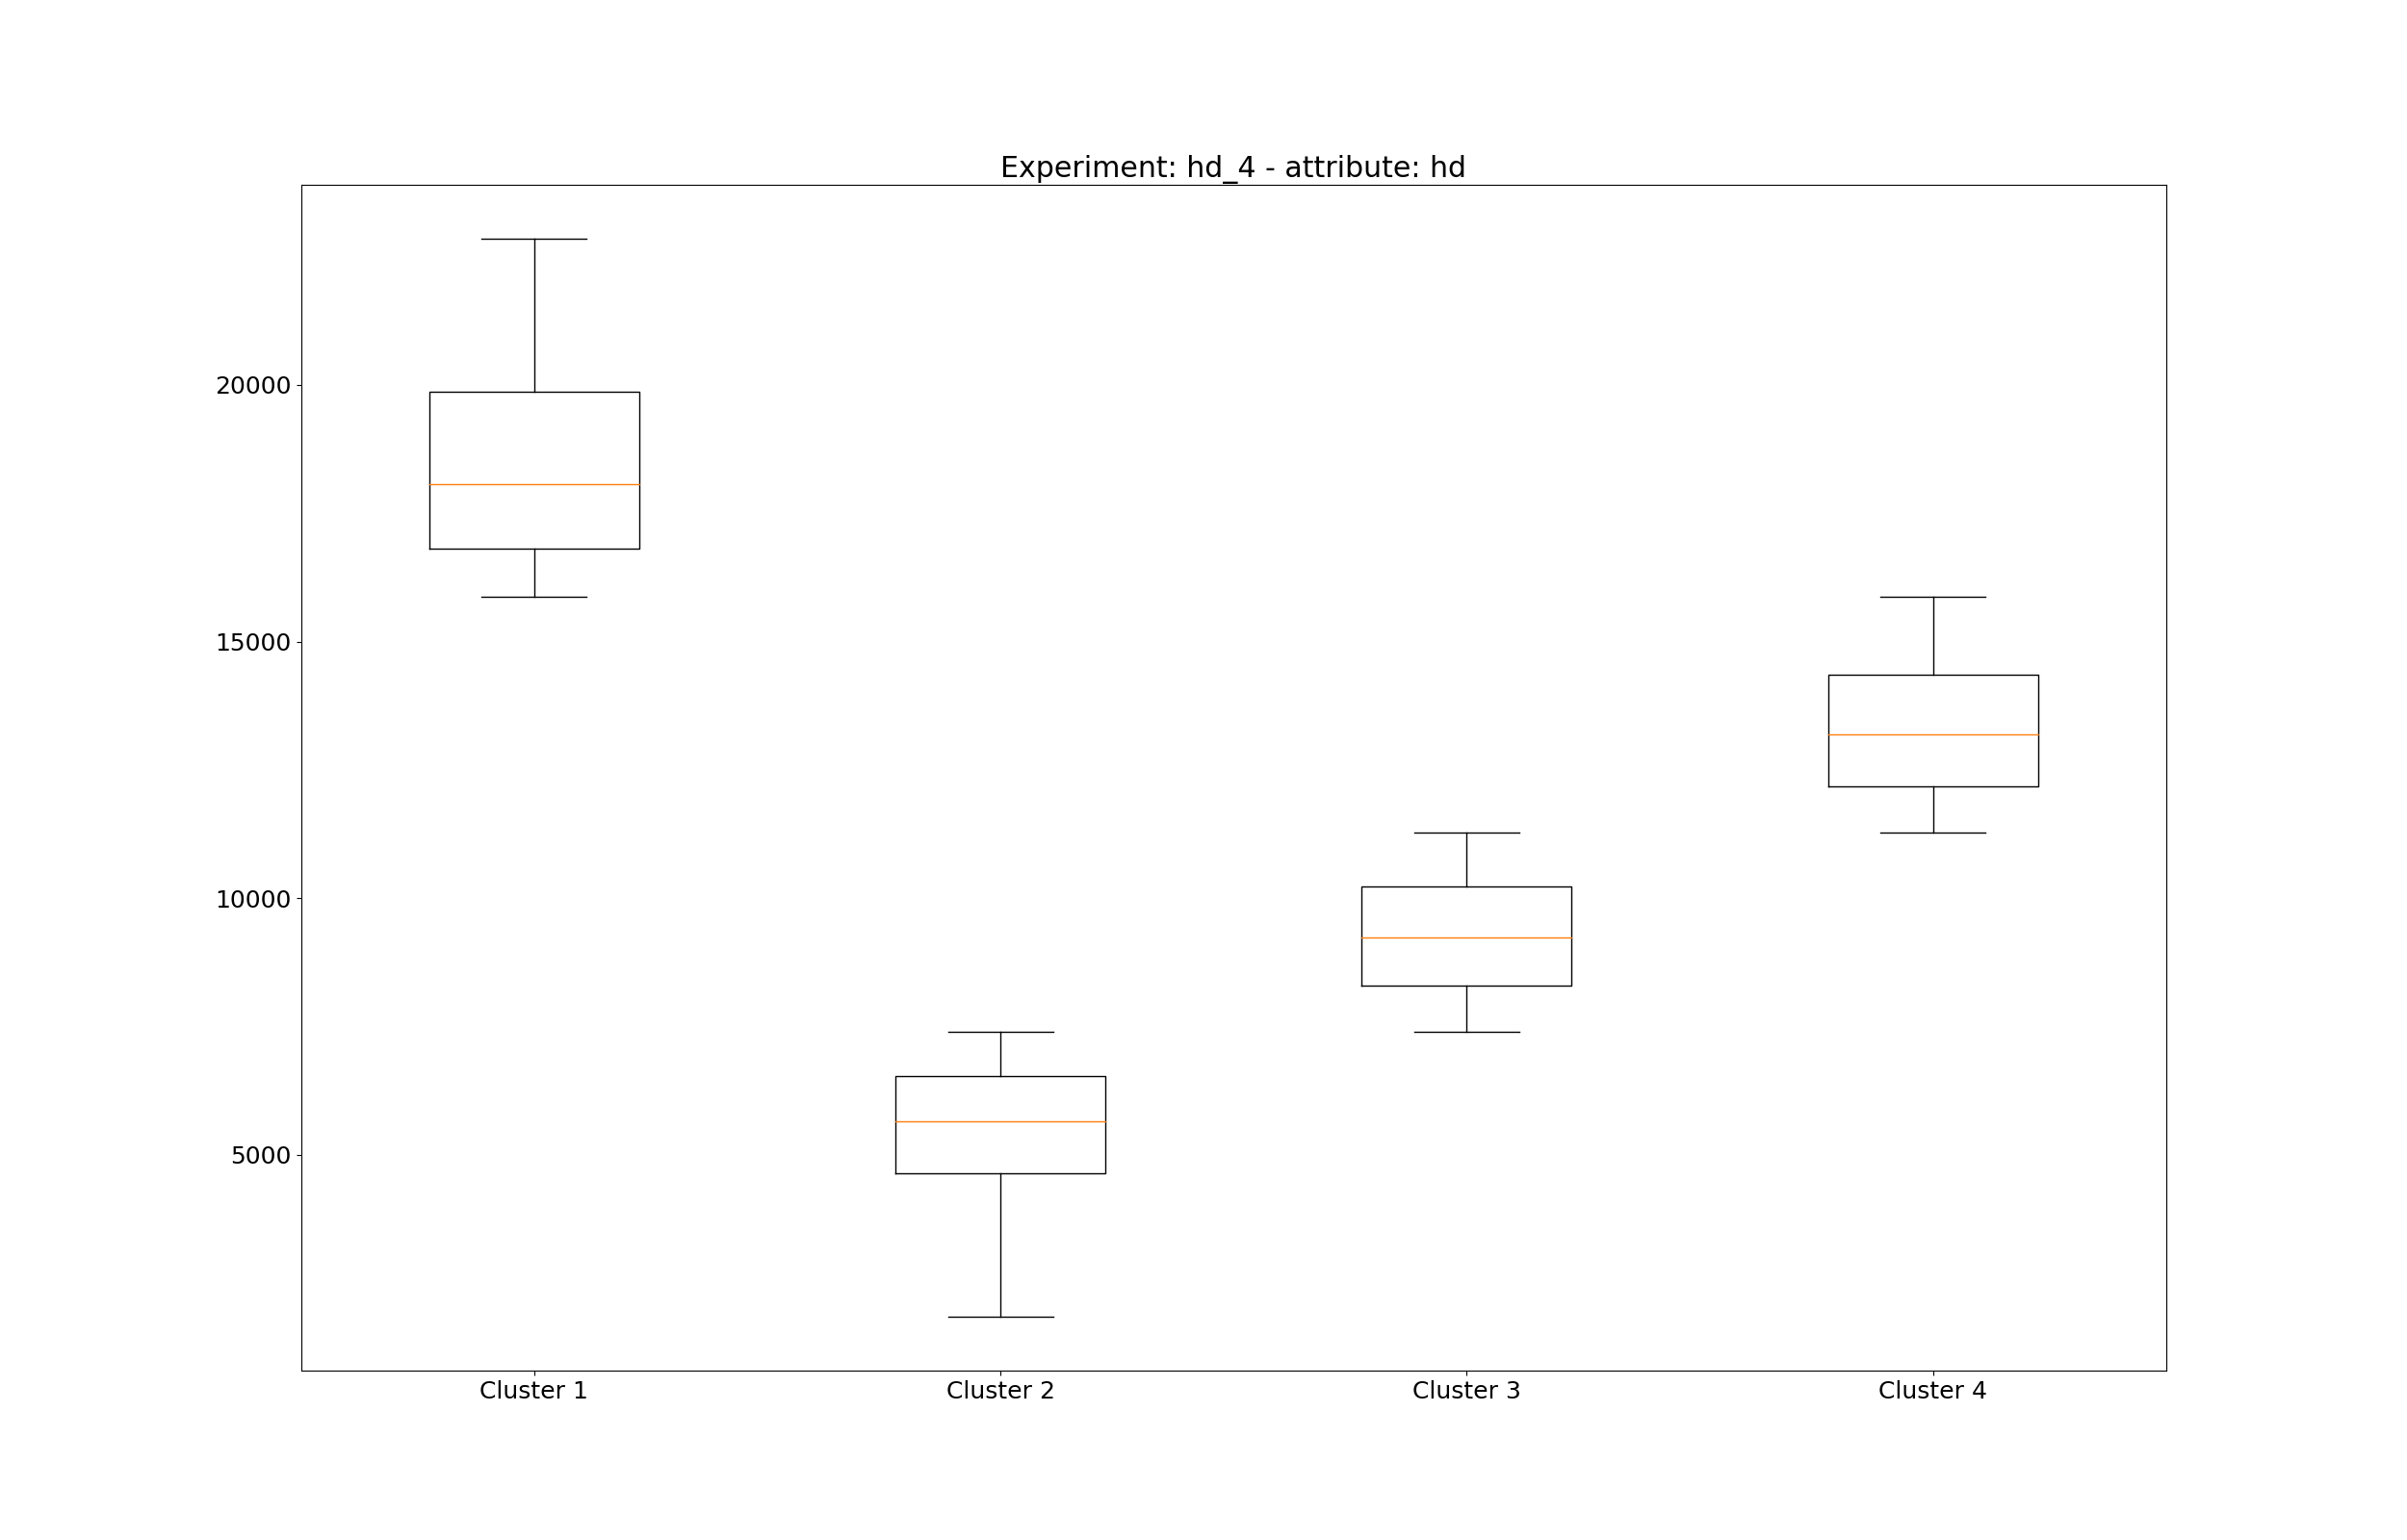 Experiment: hd_4 - attribute: hd
20000
15000
10000
5000
Cluster 1 Cluster 2 Cluster 3 Cluster 4